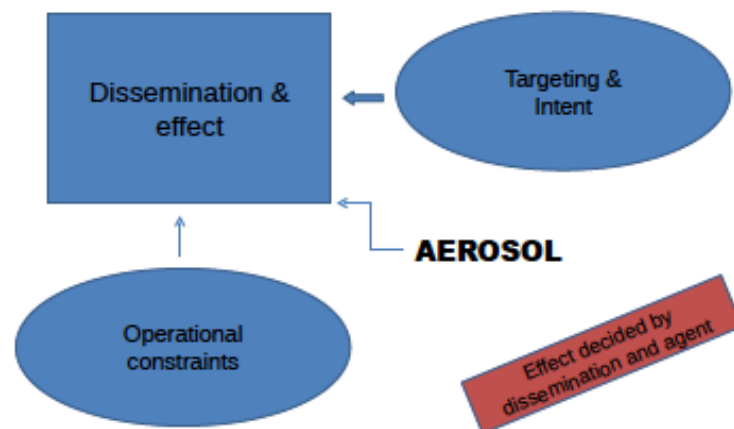 Dissemination &
effect
Targeting &
Intent
AEROSOL
Operational
constraints
Effect decided by
dissemination and agent